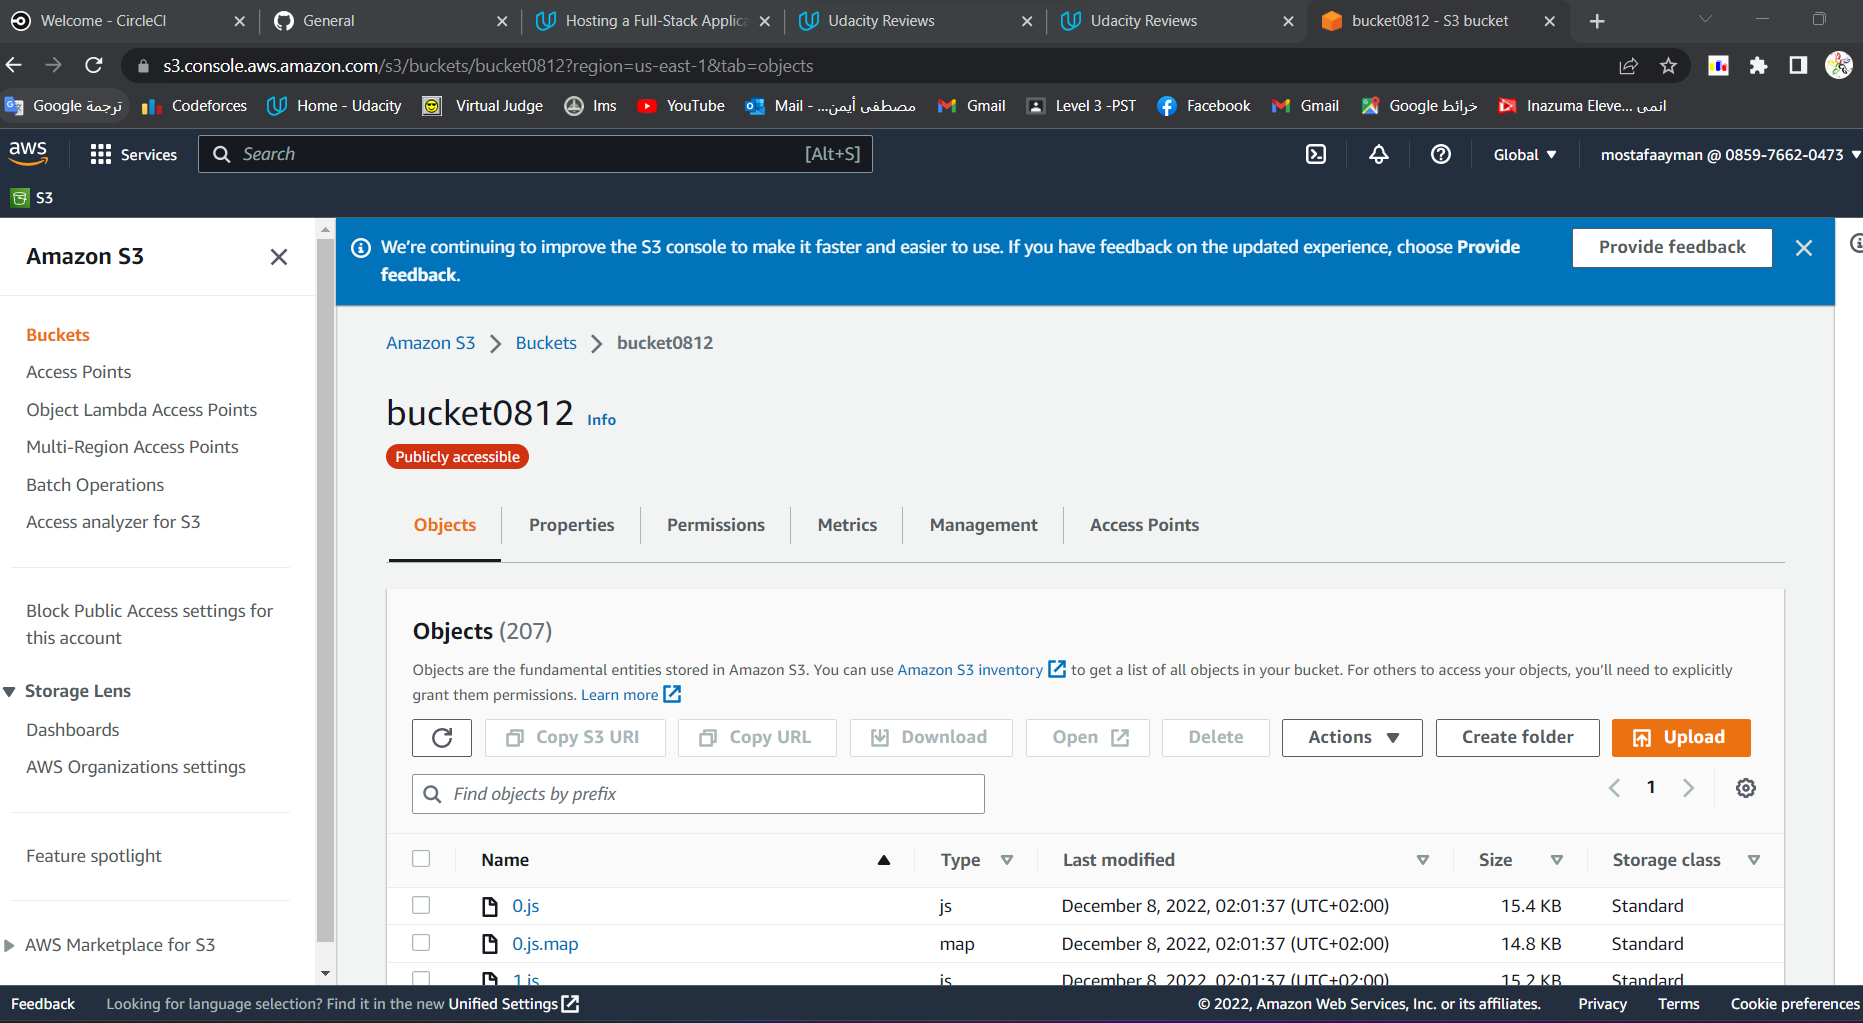 Welcome - CircleCI
General
Hosting a Full-Stack Applica
Udacity Reviews
Udacity Reviews
bucket0812 - S3 bucket
s3.console.aws.amazon.com/s3/buckets/bucket0812?region=us-east-1&tab=objects
Google ترجمة
Codeforces
Home - Udacity
Virtual Judge
Ims
YouTube
Mail - ...مصطفى أيمن
Gmail
Level 3 -PST
Facebook
Gmail
Google خرائط
Inazuma Eleve... انمى
aws
Services
Search
[Alt+S]
Global
mostafaayman @ 0859-7662-0473
S3
Amazon S3
Buckets
Access Points
Object Lambda Access Points
Multi-Region Access Points
Batch Operations
Access analyzer for S3
Block Public Access settings for
this account
Storage Lens
Dashboards
AWS Organizations settings
Feature spotlight
AWS Marketplace for S3
We're continuing to improve the S3 console to make it faster and easier to use. If you have feedback on the updated experience, choose Provide
feedback.
Provide feedback
Amazon S3 > Buckets > bucket0812
bucket0812 Info
Publicly accessible
Objects
Properties
Permissions
Metrics
Management
Access Points
Objects (207)
Objects are the fundamental entities stored in Amazon S3. You can use Amazon S3 inventory to get a list of all objects in your bucket. For others to access your objects, you'll need to explicitly
grant them permissions. Learn more
Copy S3 URI
Copy URL
Download
Open
Delete
Actions
Create folder
Upload
Find objects by prefix
1
Name Type Last modified Size Storage class
0.js js December 8, 2022, 02:01:37 (UTC+02:00) 15.4 KB Standard
0.js.map map December 8, 2022, 02:01:37 (UTC+02:00) 14.8 KB Standard
1.js js December 8, 2022, 02:01:37 (UTC+02:00) 15.2 KB Standard
Feedback
Looking for language selection? Find it in the new Unified Settings
© 2022, Amazon Web Services, Inc. or its affiliates.
Privacy
Terms
Cookie preferences